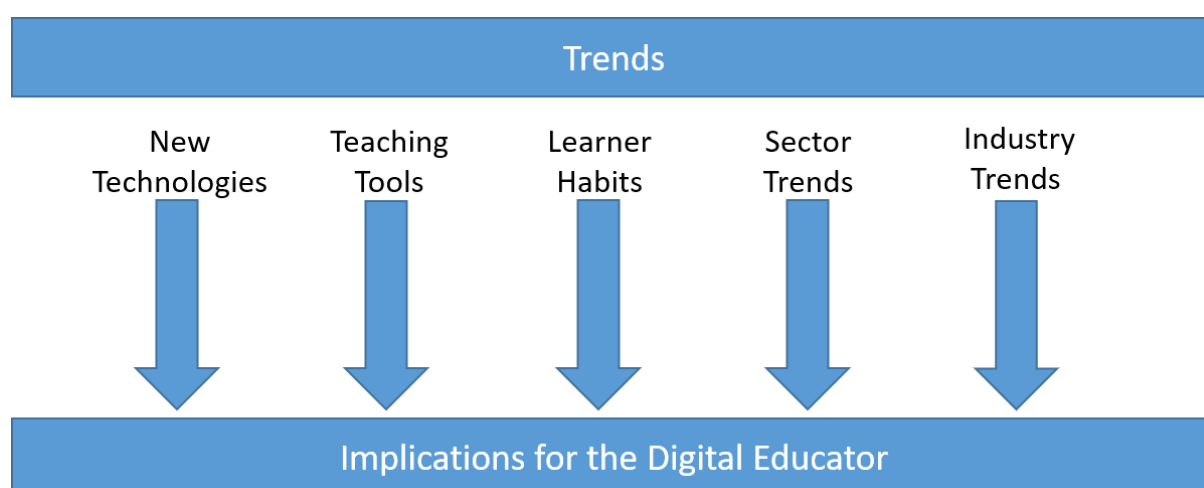 Trends
New
Technologies
Teaching
Tools
Learner
Habits
Sector
Trends
Industry
Trends
Implications for the Digital Educator